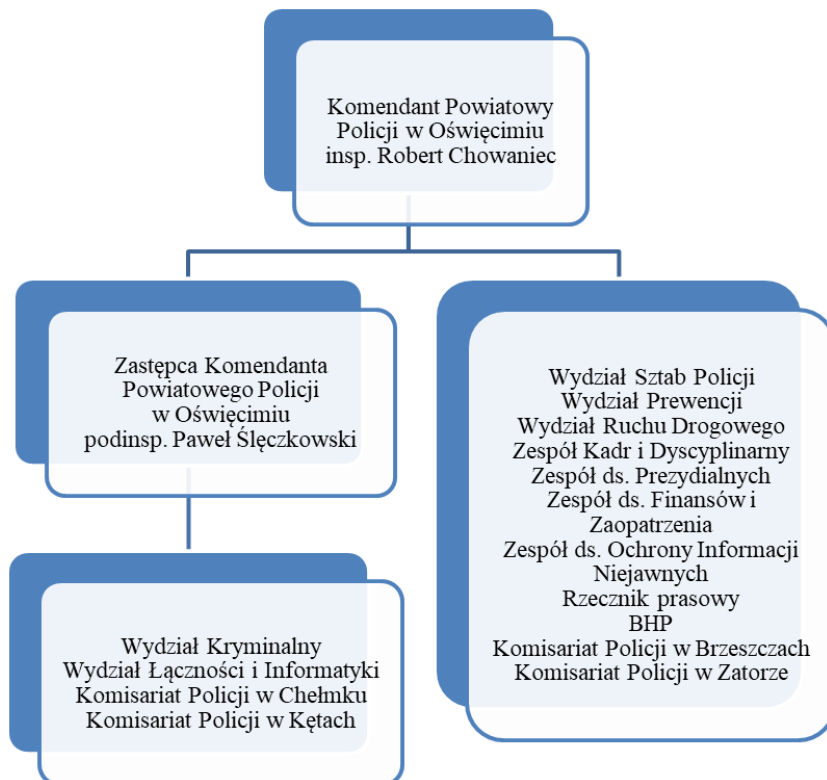 Komendant Powiatowy
Policji w Oświęcimiu
insp. Robert Chowaniec
Zastępca Komendanta
Powiatowego Policji
w Oświęcimiu
podinsp. Paweł Ślęczkowski
Wydział Kryminalny
Wydział Łączności i Informatyki
Komisariat Policji w Chełmku
Komisariat Policji w Kętach
Wydział Sztab Policji
Wydział Prewencji
Wydział Ruchu Drogowego
Zespół Kadr i Dyscyplinarny
Zespół ds. Prezydialnych
Zespół ds. Finansów i
Zaopatrzenia
Zespół ds. Ochrony Informacji
Niejawnych
Rzecznik prasowy
BHP
Komisariat Policji w Brzeszczach
Komisariat Policji w Zatorze